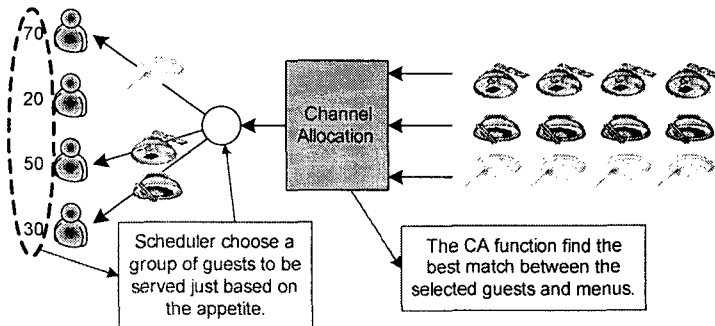 70
20
50
30
Channel
Allocation
Scheduler choose a
group of guests to be
served just based on
the appetite.
The CA function find the
best match between the
selected guests and menus.